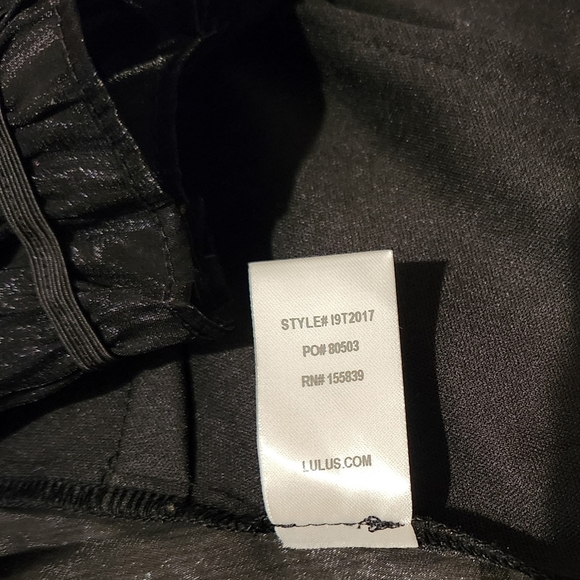 STYLE# I9T2017
PO# 80503
RN# 155839
LULUS.COM